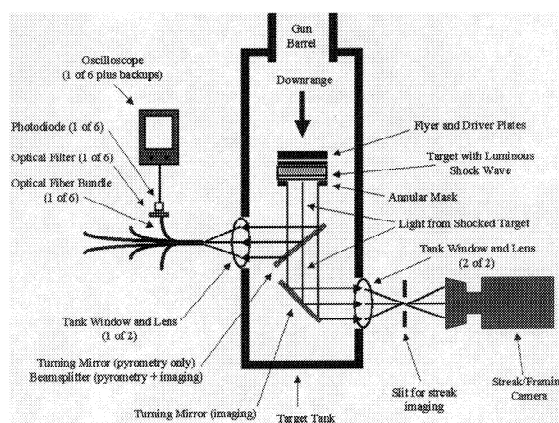 Gun
Barrel
Oscilloscope
(1 of 6 plus backups)
Downrange
Photodiode (1 of 6)
Flyer and Driver Plates
Optical Filter (1 of 6)
Target with Luminous
Shock Wave
Optical Fiber Bundle
(1 of 6)
Annular Mask
Light from Shocked Target
Tank Window and Lens
(2 of 2)
Tank Window and Lens
(1 of 2)
Turning Mirror (pyrometry only)
Beamsplitter (pyrometry + imaging)
Turning Mirror (imaging)
Target Tank
Slit for streak
imaging
Streak/Framin
Camera